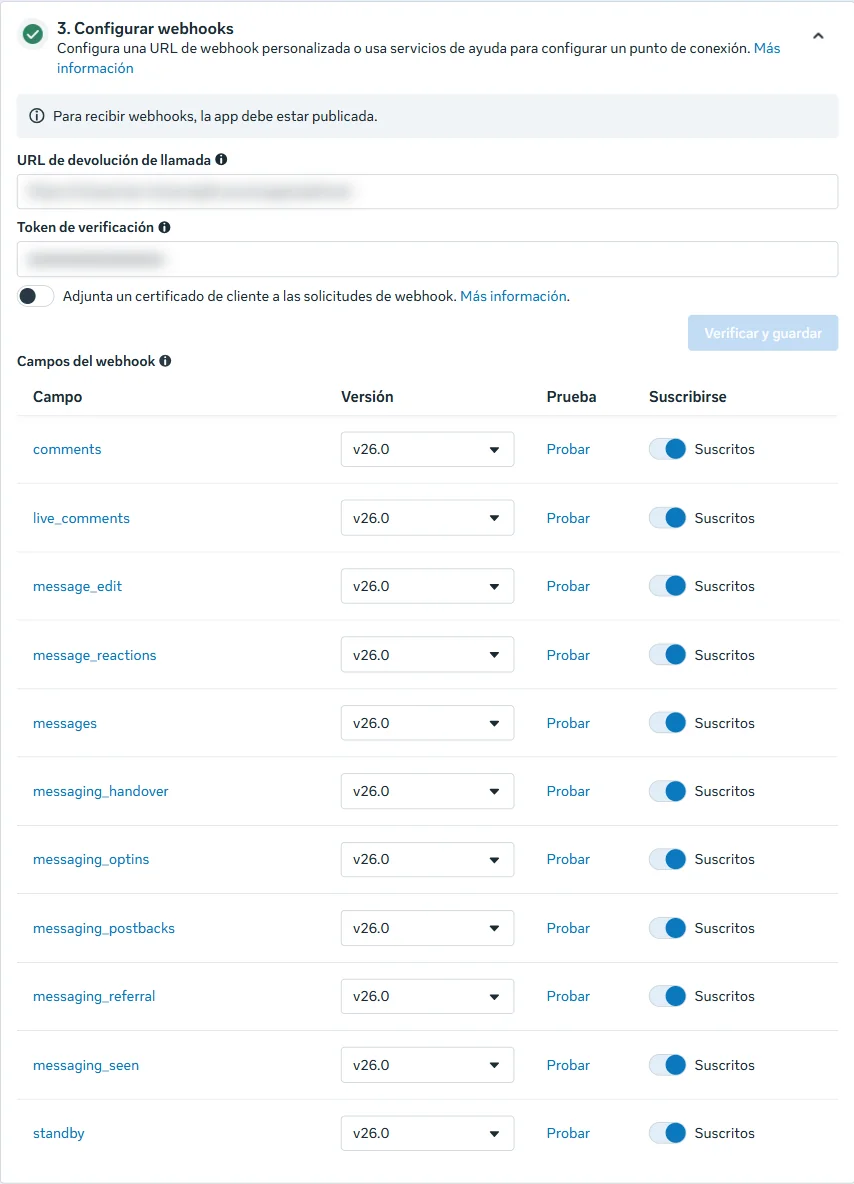 3. Configurar webhooks
Configura una URL de webhook personalizada o usa servicios de ayuda para configurar un punto de conexión. Más
información
Para recibir webhooks, la app debe estar publicada.
URL de devolución de llamada
Token de verificación
Adjunta un certificado de cliente a las solicitudes de webhook. Más información.
Verificar y guardar
Campos del webhook
Campo Versión Prueba Suscribirse
comments v26.0 Probar Suscritos
live_comments v26.0 Probar Suscritos
message_edit v26.0 Probar Suscritos
message_reactions v26.0 Probar Suscritos
messages v26.0 Probar Suscritos
messaging_handover v26.0 Probar Suscritos
messaging_optins v26.0 Probar Suscritos
messaging_postbacks v26.0 Probar Suscritos
messaging_referral v26.0 Probar Suscritos
messaging_seen v26.0 Probar Suscritos
standby v26.0 Probar Suscritos